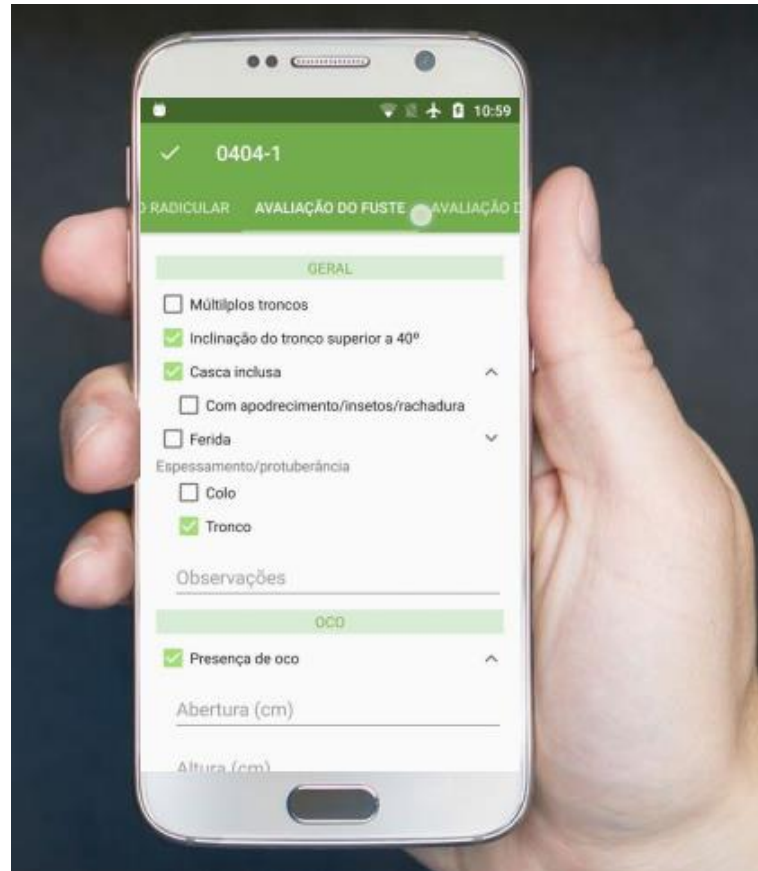 10:59
0404-1
O RADICULAR AVALIAÇÃO DO FUSTE AVALIAÇÃO D
GERAL
Múltilplos troncos
Inclinação do tronco superior a 40º
Casca inclusa
Com apodrecimento/insetos/rachadura
Ferida
Espessamento/protuberância
Colo
Tronco
Observações
OCO
Presença de oco
Abertura (cm)
Altura (cm)